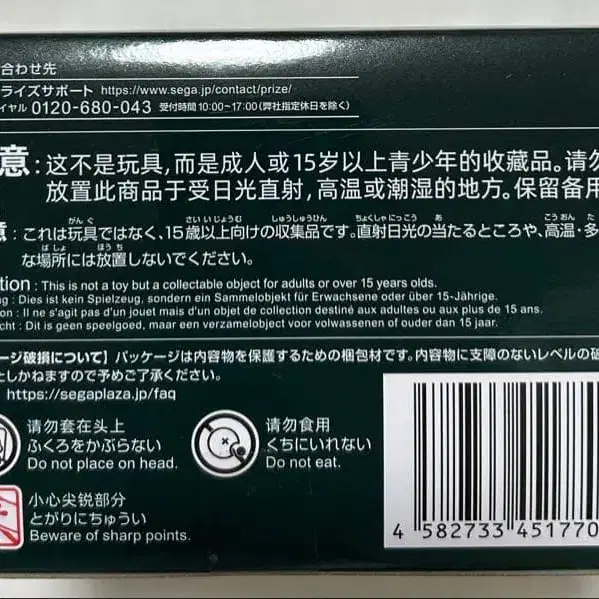 合わせ先
ライズサポート https://www.sega.jp/contact/prize/
イヤル 0120-680-043 受付時間10:00~17:00(弊社指定休日を除く)
意：这不是玩具，而是成人或15岁以上青少年的收藏品。请勿
放置此商品于受日光直射，高温或潮湿的地方。保留备用
意：これは玩具ではなく、15歳以上向けの収集品です。直射日光の当たるところや、高温・多
な場所には放置しないでください。
tion : This is not a toy but a collectable object for adults or over 15 years olds.
ng : Dies ist kein Spielzeug, sondern ein Sammelobjekt für Erwachsene oder über 15-Jährige.
on : Il ne s'agit pas d'un jouet mais d'un objet de collection destiné aux adultes ou aux plus de 15 ans.
cht : Dit is geen speelgoed, maar een verzamelobject voor volwassenen of ouder dan 15 jaar.
ージ破損について】パッケージは内容物を保護するための梱包材です。内容物に支障のないレベルの破
としかねますので予めご了承ください。
https://segaplaza.jp/faq
请勿套在头上
ふくろをかぶらない
Do not place on head.
请勿食用
くちにいれない
Do not eat.
小心尖锐部分
とがりにちゅうい
Beware of sharp points.
4 582733 451770